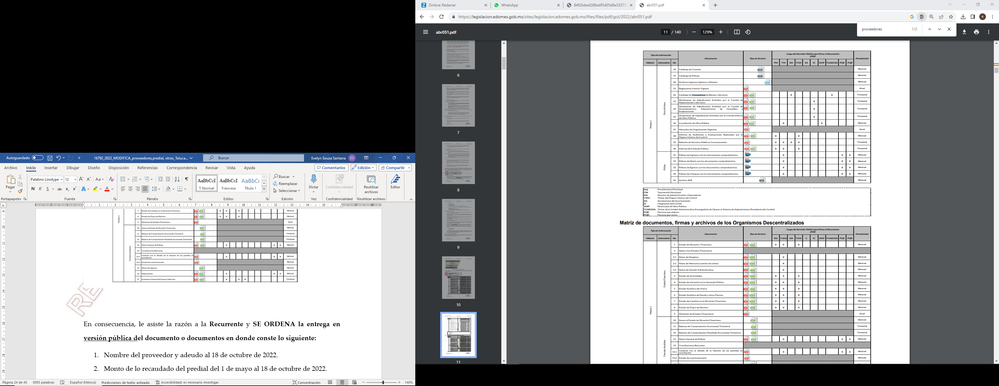 Autoguardado
16792_2022_MODIFICA_proveedores,predial, otros_Toluca...
Buscar
Evelyn Souza Santana ES
Archivo Inicio Insertar Dibujar Diseño Disposición Referencias Correspondencia Revisar Vista Ayuda
Comentarios Edición Compartir
Pegar
Palatino Linotype 12
N K S ab x₂ x²
AaBbCcI AaBbCcI AaBbC
¶ Normal Francesa Título 1
Buscar
Reemplazar
Seleccionar
Dictar
Confidencialidad
Reutilizar archivos
Editor
Portapapeles Fuente Párrafo Estilos Edición Voz Confidencialidad Reutilizar archivos
Módulo 1
7 Estado de Cambios en la Situación Financiera x x x Mensual
8 Estado de Flujos de Efectivo x x x Mensual
9 Dictamen de Estados Financieros Anual
Formatos Auxiliares
10 Anexo al Estado de Situación Financiera Mensual
11 Balanza de Comprobación Acumulada Trimestral Trimestral
12 Balanza de Comprobación Detallada Acumulada Trimestral Trimestral
13 Diario General de Pólizas x x x Mensual
14 Conciliaciones Bancarias
14.1 Carátula con el detalle de la relación de las partidas en conciliación x x x Mensual
14.2 Estado de cuenta bancario Mensual
15 Diario de Ingresos Mensual
16 Depreciación x x x Mensual
17 Inventario General de Parque Vehicular x x x Trimestral
RE
En consecuencia, le asiste la razón a la Recurrente y SE ORDENA la entrega en
versión pública del documento o documentos en donde conste lo siguiente:
1. Nombre del proveedor y adeudo al 18 de octubre de 2022.
2. Monto de lo recaudado del predial del 1 de mayo al 18 de octubre de 2022.
Página 24 de 40 9095 palabras Español (México) Predicciones de texto: activado Accesibilidad: es necesario investigar Concentración 140%
Zimbra: Redactar
WhatsApp
8492bbed288ed95d05d8e33375
abr051.pdf
https://legislacion.edomex.gob.mx/sites/legislacion.edomex.gob.mx/files/files/pdf/gct/2022/abr051.pdf
proveedores 1/2
abr051.pdf
11 / 140
129%
6
7
8
9
10
11
Tipo de Información Documento Tipo de Archivo Cargo del Servidor Público que Firma el Documento (PDF) Periodicidad
Módulo Submódulo No. PM TM DA TOIC SA IC DOP TUAEOSA PQE PQR
Módulo 1
Otros Archivos
18 Catálogo de Cuentas Mensual
19 Catálogo de Pólizas Mensual
20 Archivos Ingresos, Egresos y Nómina Mensual
21 Reglamento Interior Vigente Anual
22 Catálogo de Proveedores de Bienes y Servicios x x Trimestral
23 Dictámenes de Adjudicación Emitidos por el Comité de Adquisiciones y Servicios x Trimestral
24 Dictámenes de Adjudicación Emitidos por el Comité de Arrendamientos, Adquisiciones de Inmuebles y Enajenaciones x Trimestral
25 Dictámenes de Adjudicación Emitidos por el Comité Interno de Obra Pública x Trimestral
26 Conciliación de Obra Pública x x Mensual
27 Manuales de Organización Vigentes Anual
28 Informe de Auditorías y Evaluaciones Realizadas por el Órgano Interno de Control x x Mensual
29 Relación de Servicios Públicos Concesionados x x x x Trimestral
30 Informe de la Deuda Pública x x x Mensual
Pólizas
31 Pólizas de Ingresos con los documentos comprobatorios x x x Mensual
32 Pólizas de Diario con los documentos comprobatorios x x x Mensual
33 Pólizas de Egresos con los documentos comprobatorios x x x Mensual
34 Pólizas de Cheques con los documentos comprobatorios x x x Mensual
35 Archivo SIFE Mensual
PM: Presidente(a) Municipal
TM: Tesorero(a) Municipal
DA: Director de Administración o Equivalente
TOIC: Titular del Órgano Interno de Control
SA: Secretario(a) del Ayuntamiento
IC Integrantes del Comité
DOP: Director(a) de Obra Pública
TUAEOSA: Titular de la Unidad Administrativa Encargado(a) de Operar el Sistema de Adquisiciones (Presidente del Comité)
PQE: Persona que elabora
PQR: Persona que revisa
Matriz de documentos, firmas y archivos de los Organismos Descentralizados
Tipo de Información Documento Tipo de Archivo Cargo del Servidor Público que Firma el Documento (PDF) Periodicidad
Módulo Submódulo No. DG ToEQ DA TOIC C IC DOP TUAEOSA PQE PQR
Módulo 1
Estados Financieros
1 Estado de Situación Financiera x x x Mensual
2 Notas a los Estados Financieros
2.1 Notas de Desglose x Mensual
2.2 Notas de Memoria (cuentas de orden) x Mensual
2.3 Notas de Gestión Administrativa x Mensual
3 Estado de Actividades x x x Mensual
4 Estado de Variación en la Hacienda Pública x x x Mensual
5 Estado Analítico del Activo x x x Mensual
6 Estado Analítico de Deuda y otros Pasivos x x x Mensual
7 Estado de Cambios en la Situación Financiera x x x Mensual
8 Estado de Flujos de Efectivo x x x Mensual
9 Dictamen de Estados Financieros Anual
Formatos Auxiliares
10 Anexo al Estado de Situación Financiera Mensual
11 Balanza de Comprobación Acumulada Trimestral Trimestral
12 Balanza de Comprobación Detallada Acumulada Trimestral Trimestral
13 Diario General de Pólizas x x x Mensual
14 Conciliaciones Bancarias
14.1 Carátula con el detalle de la relación de las partidas en conciliación x x x Mensual
14.2 Estado de cuenta bancario Mensual